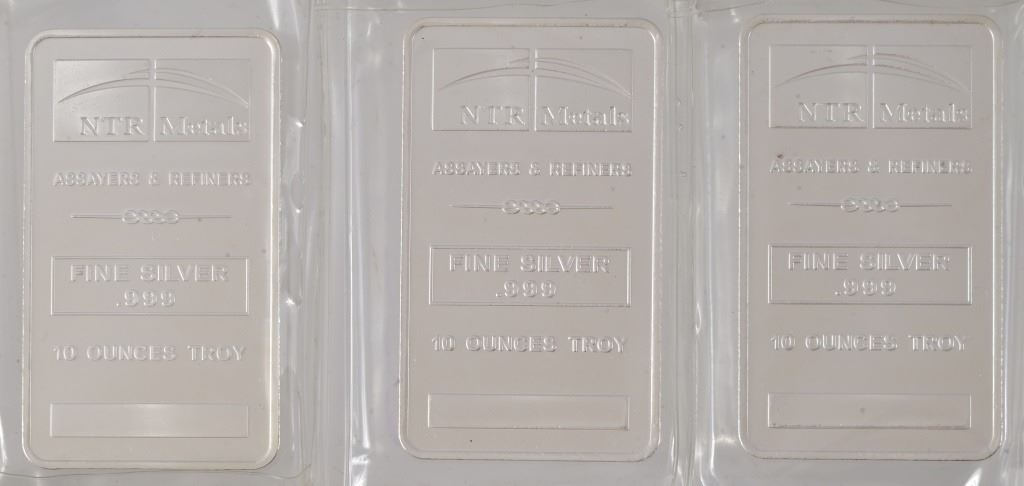 NTR Metals
ASSAYERS & REFINERS
FINE SILVER
.999
10 OUNCES TROY
NTR Metals
ASSAYERS & REFINERS
FINE SILVER
.999
10 OUNCES TROY
NTR Metals
ASSAYERS & REFINERS
FINE SILVER
.999
10 OUNCES TROY